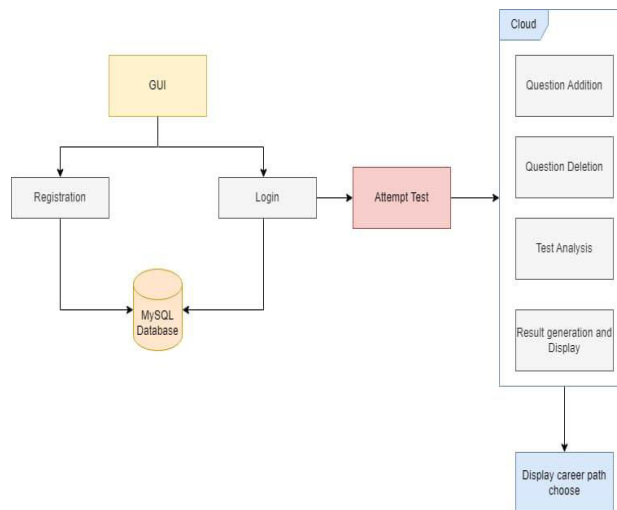 Cloud
GUI
Question Addition
Question Deletion
Registration
Login
Attempt Test
Test Analysis
MySQL
Database
Result generation and
Display
Display career path
choose